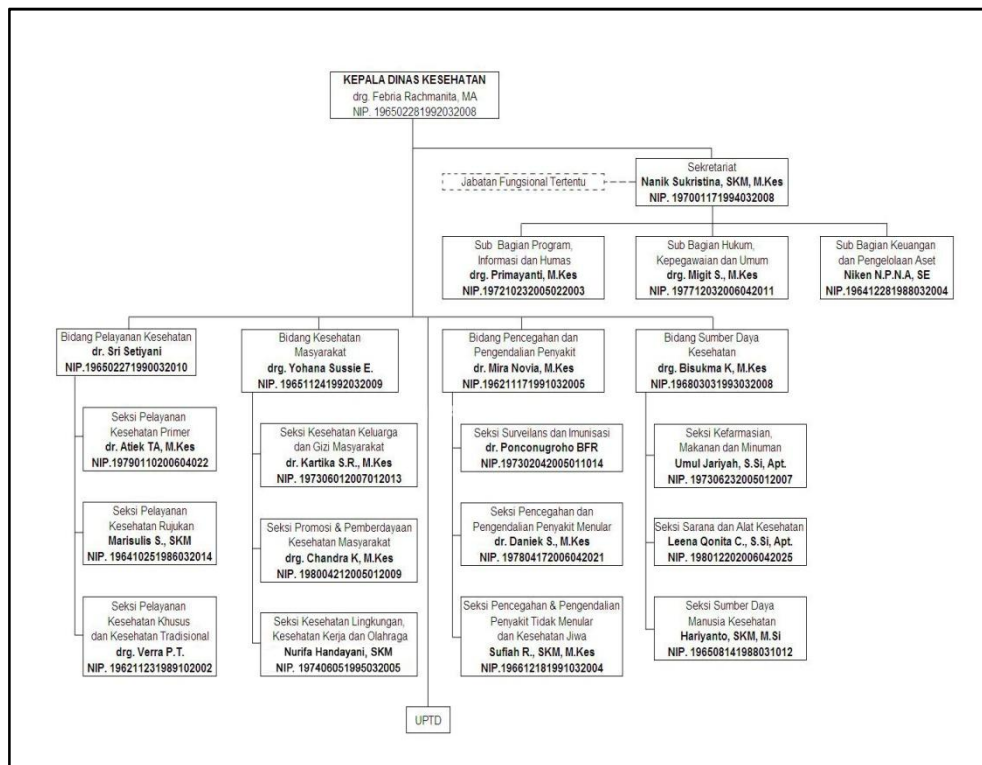 KEPALA DINAS KESEHATAN
drg. Febria Rachmanita, MA
NIP. 196502281992032008
Sekretariat
Nanik Sukristina, SKM, M.Kes
NIP. 197001171994032008
Jabatan Fungsional Tertentu
Sub Bagian Program,
Informasi dan Humas
drg. Primayanti, M.Kes
NIP.197210232005022003
Sub Bagian Hukum,
Kepegawaian dan Umum
drg. Migit S., M.Kes
NIP. 197712032006042011
Sub Bagian Keuangan
dan Pengelolaan Aset
Niken N.P.N.A, SE
NIP.196412281988032004
Bidang Pelayanan Kesehatan
dr. Sri Setiyani
NIP.196502271990032010
Seksi Pelayanan
Kesehatan Primer
dr. Atiek TA, M.Kes
NIP.19790110200604022
Seksi Pelayanan
Kesehatan Rujukan
Marisulis S., SKM
NIP. 196410251986032014
Seksi Pelayanan
Kesehatan Khusus
dan Kesehatan Tradisional
drg. Verra P.T.
NIP. 196211231989102002
Bidang Kesehatan
Masyarakat
drg. Yohana Sussie E.
NIP. 196511241992032009
Seksi Kesehatan Keluarga
dan Gizi Masyarakat
dr. Kartika S.R., M.Kes
NIP. 197306012007012013
Seksi Promosi & Pemberdayaan
Kesehatan Masyarakat
drg. Chandra K, M.Kes
NIP. 198004212005012009
Seksi Kesehatan Lingkungan,
Kesehatan Kerja dan Olahraga
Nurifa Handayani, SKM
NIP. 197406051995032005
Bidang Pencegahan dan
Pengendalian Penyakit
dr. Mira Novia, M.Kes
NIP. 196211171991032005
Seksi Surveilans dan Imunisasi
dr. Ponconugroho BFR
NIP.197302042005011014
Seksi Pencegahan dan
Pengendalian Penyakit Menular
dr. Daniek S., M.Kes
NIP.197804172006042021
Seksi Pencegahan & Pengendalian
Penyakit Tidak Menular
dan Kesehatan Jiwa
Sufiah R., SKM, M.Kes
NIP.196612181991032004
Bidang Sumber Daya
Kesehatan
drg. Bisukma K, M.Kes
NIP. 196803031993032008
Seksi Kefarmasian,
Makanan dan Minuman
Umul Jariyah, S.Si, Apt.
NIP. 197306232005012007
Seksi Sarana dan Alat Kesehatan
Leena Qonita C., S.Si, Apt.
NIP. 198012202006042025
Seksi Sumber Daya
Manusia Kesehatan
Hariyanto, SKM, M.Si
NIP. 196508141988031012
UPTD